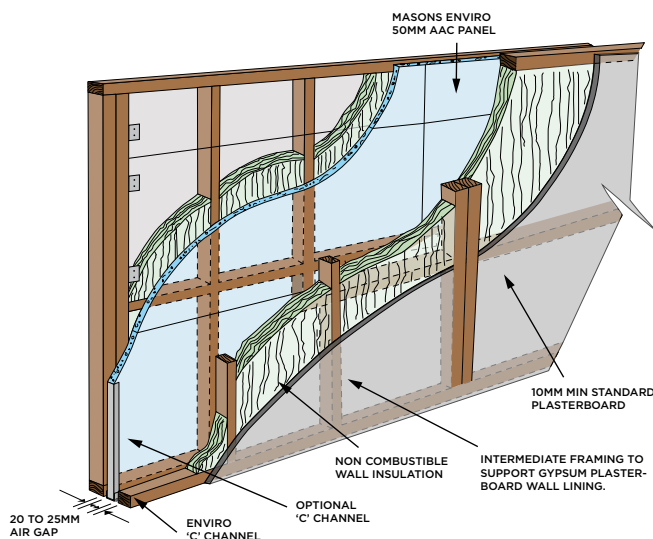 MASONS ENVIRO
50MM AAC PANEL
10MM MIN STANDARD
PLASTERBOARD
NON COMBUSTIBLE
WALL INSULATION
INTERMEDIATE FRAMING TO
SUPPORT GYPSUM PLASTER-
BOARD WALL LINING.
OPTIONAL
'C' CHANNEL
20 TO 25MM
AIR GAP
ENVIRO
'C' CHANNEL